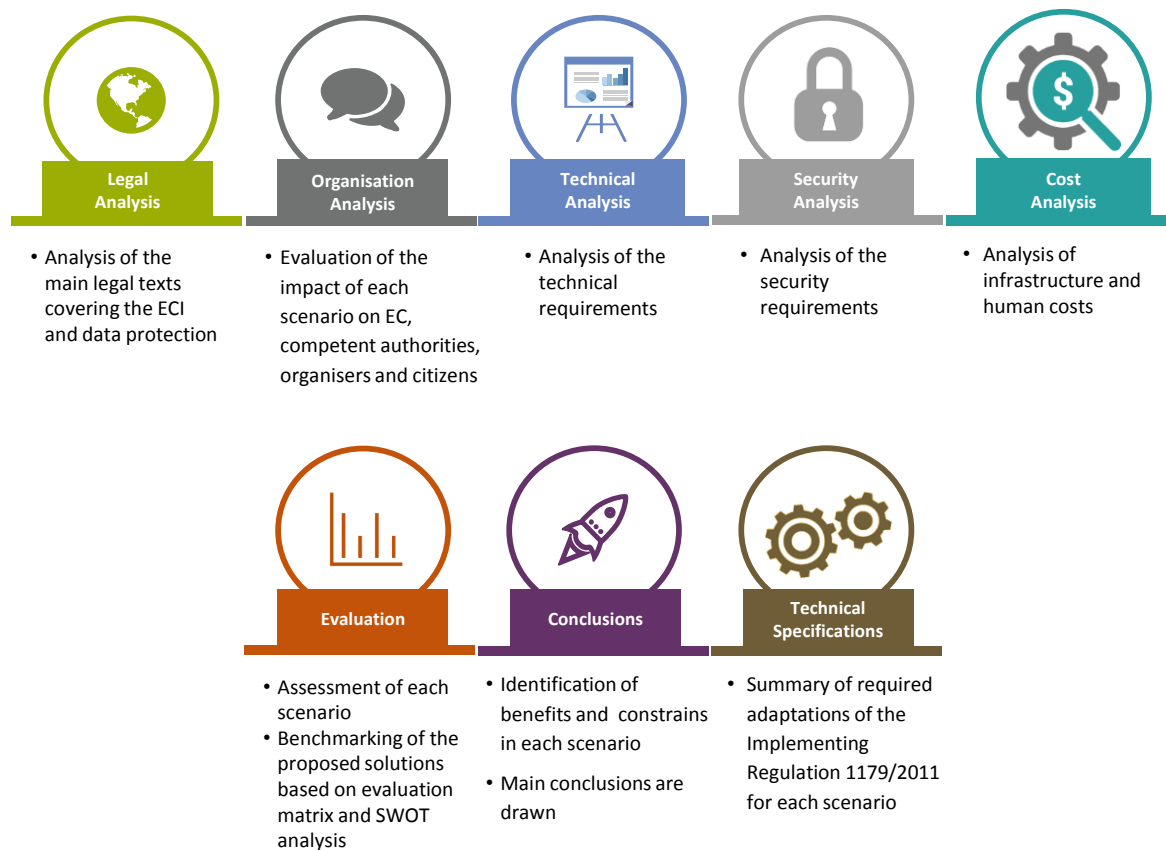 Legal
Analysis
Organisation
Analysis
Technical
Analysis
Security
Analysis
$
Cost
Analysis
• Analysis of the
main legal texts
covering the ECI
and data protection
• Evaluation of the
impact of each
scenario on EC,
competent authorities,
organisers and citizens
• Analysis of the
technical
requirements
• Analysis of the
security
requirements
• Analysis of
infrastructure and
human costs
Evaluation
Conclusions
Technical
Specifications
• Assessment of each
scenario
• Benchmarking of the
proposed solutions
based on evaluation
matrix and SWOT
analysis
• Identification of
benefits and constrains
in each scenario
• Main conclusions are
drawn
• Summary of required
adaptations of the
Implementing
Regulation 1179/2011
for each scenario